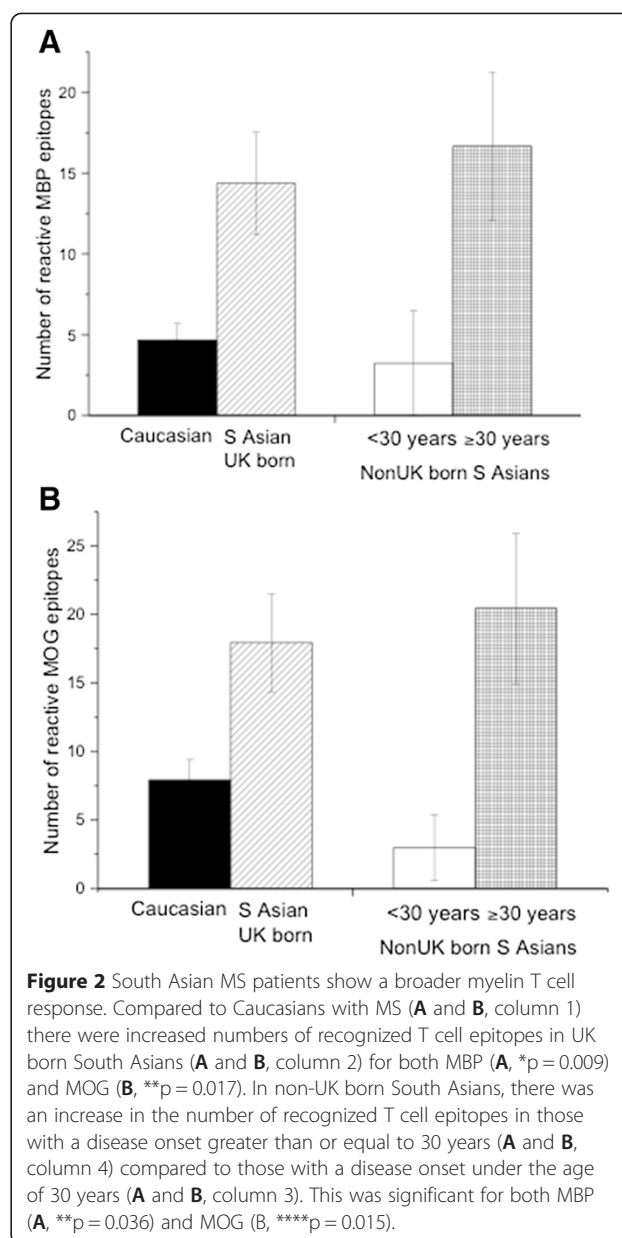 A
Number of reactive MBP epitopes
20
15
10
5
0
Caucasian S Asian <30 years ≥30 years
UK born NonUK born S Asians
B
Number of reactive MOG epitopes
25
20
15
10
5
0
Caucasian S Asian <30 years ≥30 years
UK born NonUK born S Asians
Figure 2 South Asian MS patients show a broader myelin T cell
response. Compared to Caucasians with MS (A and B, column 1)
there were increased numbers of recognized T cell epitopes in UK
born South Asians (A and B, column 2) for both MBP (A, *p = 0.009)
and MOG (B, **p = 0.017). In non-UK born South Asians, there was
an increase in the number of recognized T cell epitopes in those
with a disease onset greater than or equal to 30 years (A and B,
column 4) compared to those with a disease onset under the age
of 30 years (A and B, column 3). This was significant for both MBP
(A, **p = 0.036) and MOG (B, ****p = 0.015).